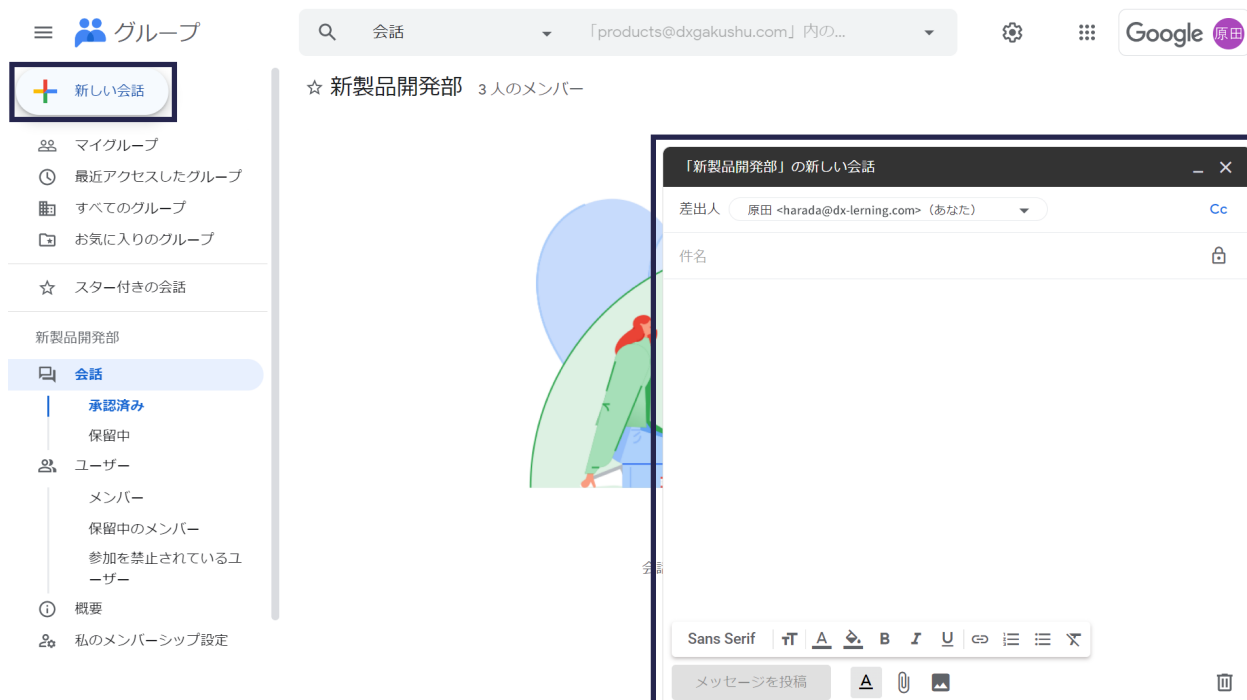 グループ
会話
「products@dxgakushu.com」内の...
Google
原田
新しい会話
新製品開発部 3 人のメンバー
マイグループ
最近アクセスしたグループ
すべてのグループ
お気に入りのグループ
スター付きの会話
新製品開発部
会話
承認済み
保留中
ユーザー
メンバー
保留中のメンバー
参加を禁止されているユ
ーザー
概要
私のメンバーシップ設定
「新製品開発部」の新しい会話
差出人 原田 <harada@dx-lerning.com>（あなた） Cc
件名
Sans Serif
メッセージを投稿